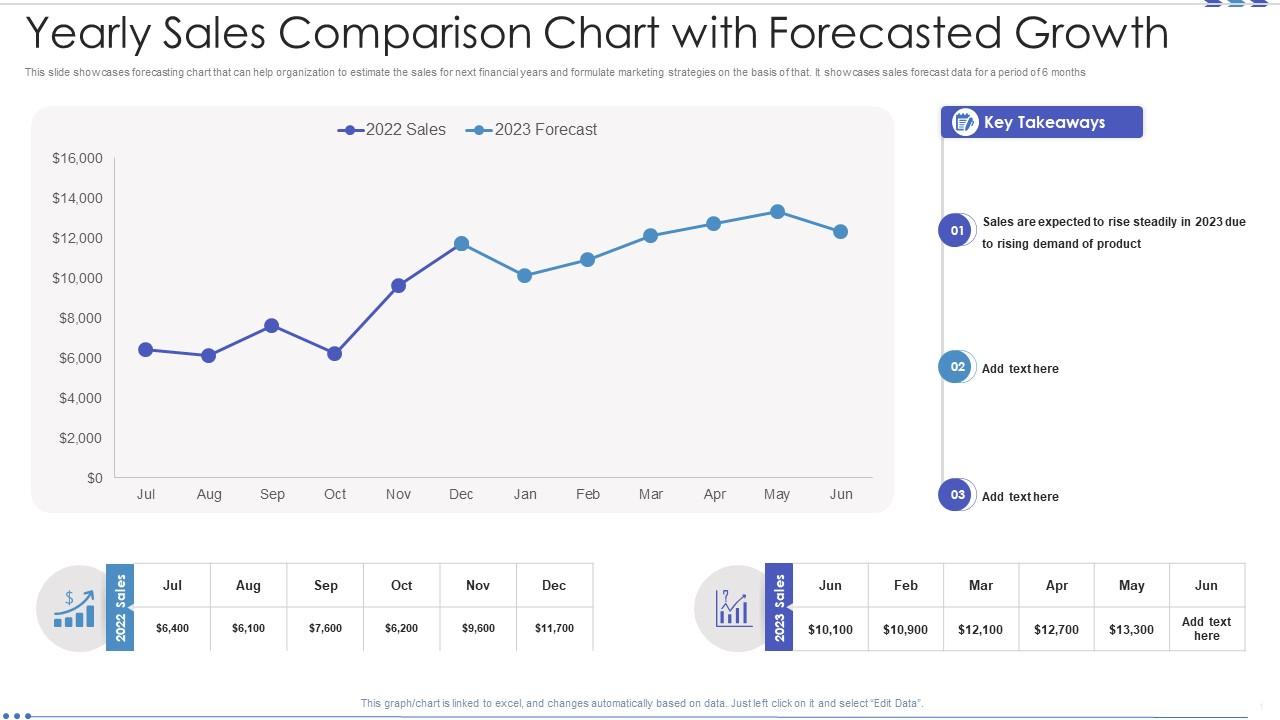 Yearly Sales Comparison Chart with Forecasted Growth
This slide showcases forecasting chart that can help organization to estimate the sales for next financial years and formulate marketing strategies on the basis of that. It showcases sales forecast data for a period of 6 months
2022 Sales 2023 Forecast
$16,000
$14,000
$12,000
$10,000
$8,000
$6,000
$4,000
$2,000
$0
Jul Aug Sep Oct Nov Dec Jan Feb Mar Apr May Jun
Key Takeaways
01
Sales are expected to rise steadily in 2023 due
to rising demand of product
02
Add text here
03
Add text here
2022 Sales
Jul Aug Sep Oct Nov Dec
$6,400 $6,100 $7,600 $6,200 $9,600 $11,700
2023 Sales
Jun Feb Mar Apr May Jun
$10,100 $10,900 $12,100 $12,700 $13,300 Add text
here
This graph/chart is linked to excel, and changes automatically based on data. Just left click on it and select “Edit Data”.
1